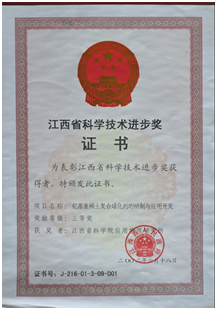 江西省科学技术进步奖
证书
为表彰江西省科学技术进步奖获
得者,特颁发此证书。
项目名称:
奖励等级:三等奖
获奖者:江西省科学院应用
证书号:J-216-01-3-09-001